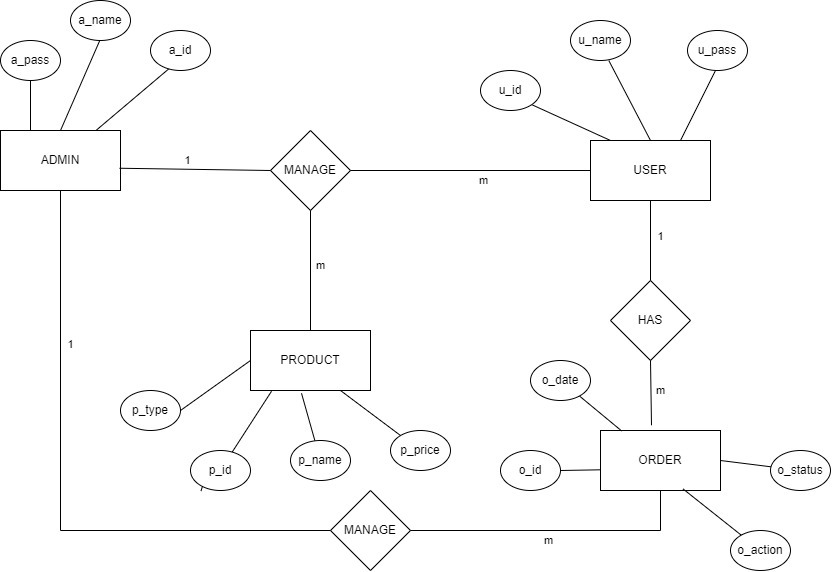 a_name
a_pass
a_id
u_name
u_pass
u_id
ADMIN
1
MANAGE
m
USER
m
1
HAS
1
PRODUCT
m
o_date
p_type
p_id
p_name
p_price
o_id
ORDER
o_status
MANAGE
m
o_action